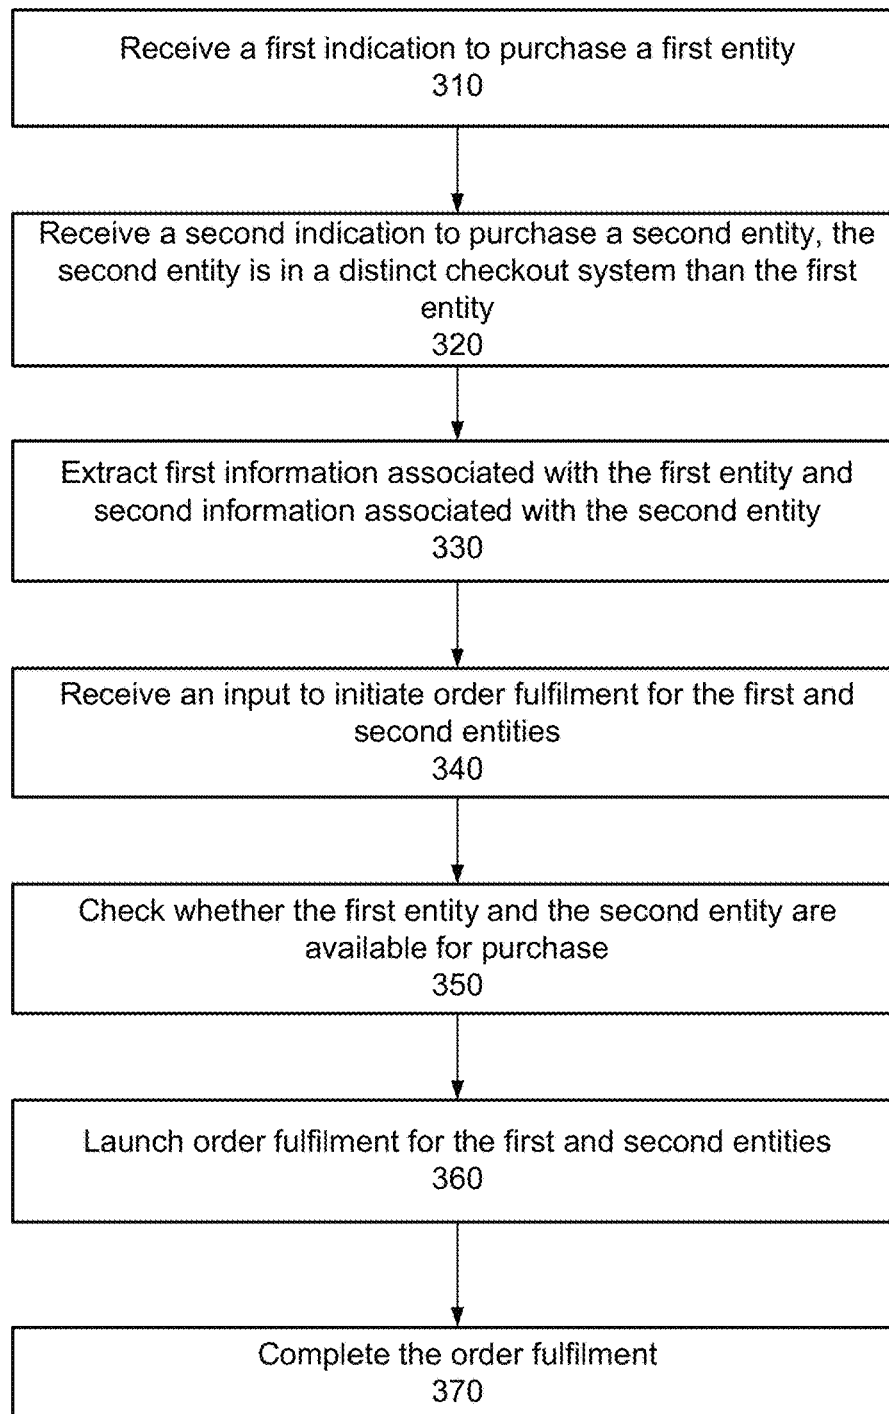 Receive a first indication to purchase a first entity
310
Receive a second indication to purchase a second entity, the
second entity is in a distinct checkout system than the first
entity
320
Extract first information associated with the first entity and
second information associated with the second entity
330
Receive an input to initiate order fulfilment for the first and
second entities
340
Check whether the first entity and the second entity are
available for purchase
350
Launch order fulfilment for the first and second entities
360
Complete the order fulfilment
370